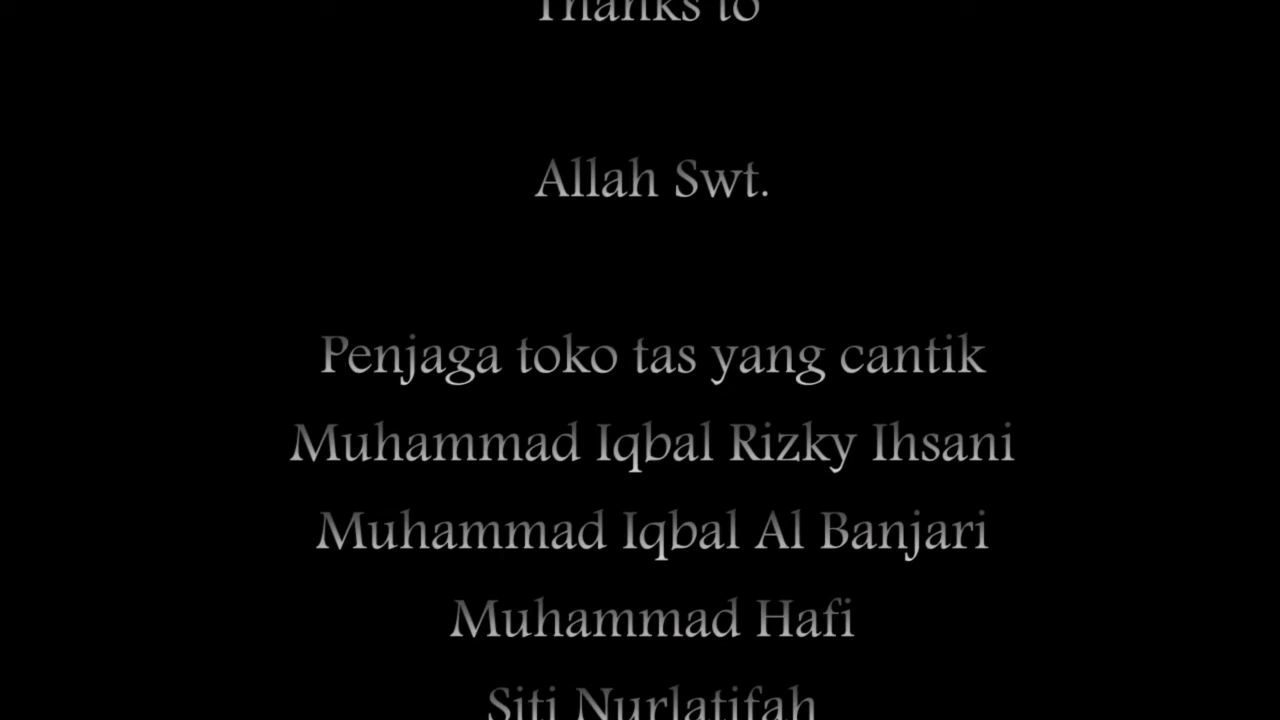 Thanks to
Allah Swt.
Penjaga toko tas yang cantik
Muhammad Iqbal Rizky Ihsani
Muhammad Iqbal Al Banjari
Muhammad Hafi
Siti Nurlatifah